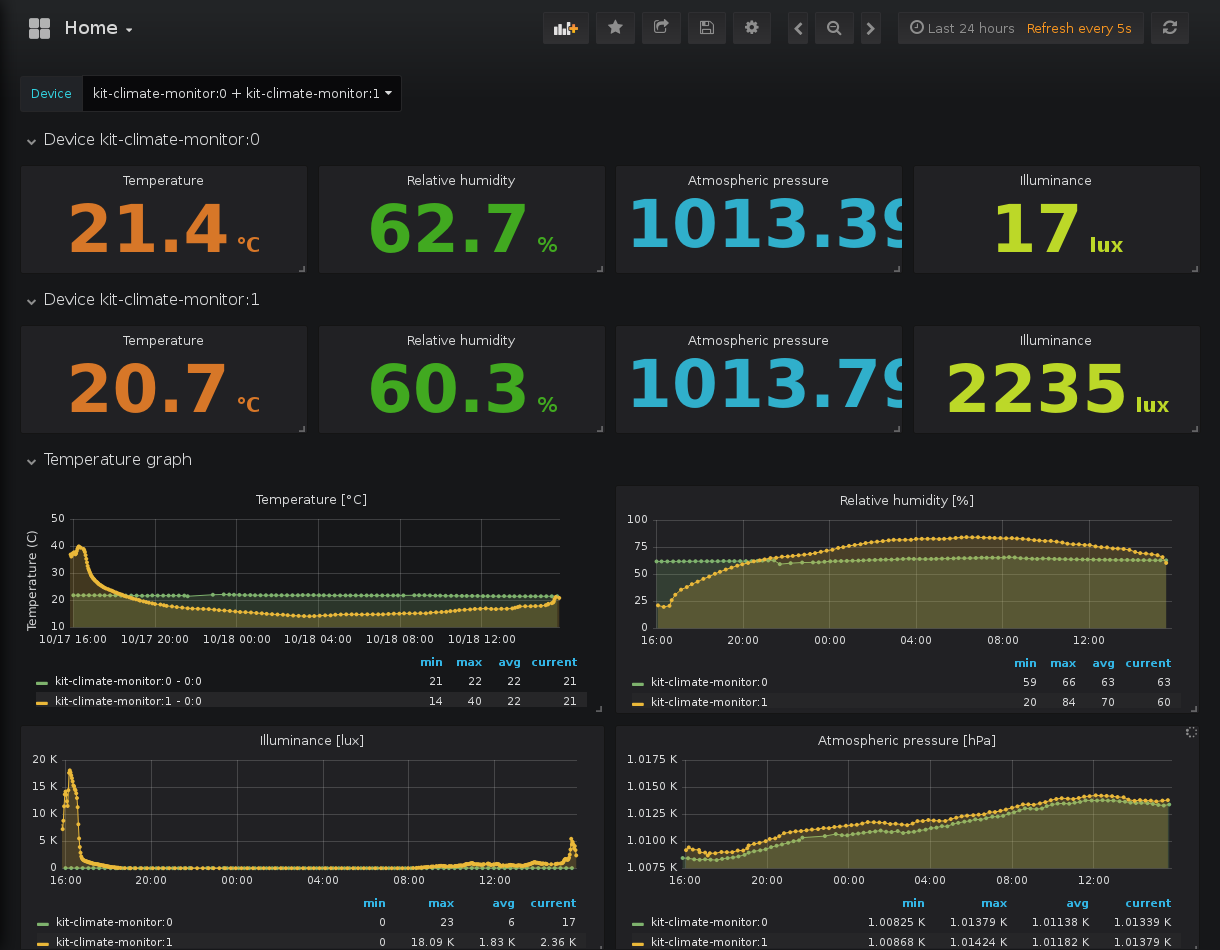 Home
Last 24 hours Refresh every 5s
Device kit-climate-monitor:0 + kit-climate-monitor:1
Device kit-climate-monitor:0
Temperature Relative humidity Atmospheric pressure Illuminance
21.4 °C 62.7 % 1013.39 17 lux
Device kit-climate-monitor:1
Temperature Relative humidity Atmospheric pressure Illuminance
20.7 °C 60.3 % 1013.79 2235 lux
Temperature graph
Temperature [°C]
Temperature (C)
50
40
30
20
10
10/17 16:00 10/17 20:00 10/18 00:00 10/18 04:00 10/18 08:00 10/18 12:00
min max avg current
kit-climate-monitor:0 - 0:0 21 22 22 21
kit-climate-monitor:1 - 0:0 14 40 22 21
Relative humidity [%]
100
75
50
25
0
16:00 20:00 00:00 04:00 08:00 12:00
min max avg current
kit-climate-monitor:0 59 66 63 63
kit-climate-monitor:1 20 84 70 60
Illuminance [lux]
20 K
15 K
10 K
5 K
0
16:00 20:00 00:00 04:00 08:00 12:00
min max avg current
kit-climate-monitor:0 0 23 6 17
kit-climate-monitor:1 0 18.09 K 1.83 K 2.36 K
Atmospheric pressure [hPa]
1.0175 K
1.0150 K
1.0125 K
1.0100 K
1.0075 K
16:00 20:00 00:00 04:00 08:00 12:00
min max avg current
kit-climate-monitor:0 1.00825 K 1.01379 K 1.01138 K 1.01339 K
kit-climate-monitor:1 1.00868 K 1.01424 K 1.01182 K 1.01379 K